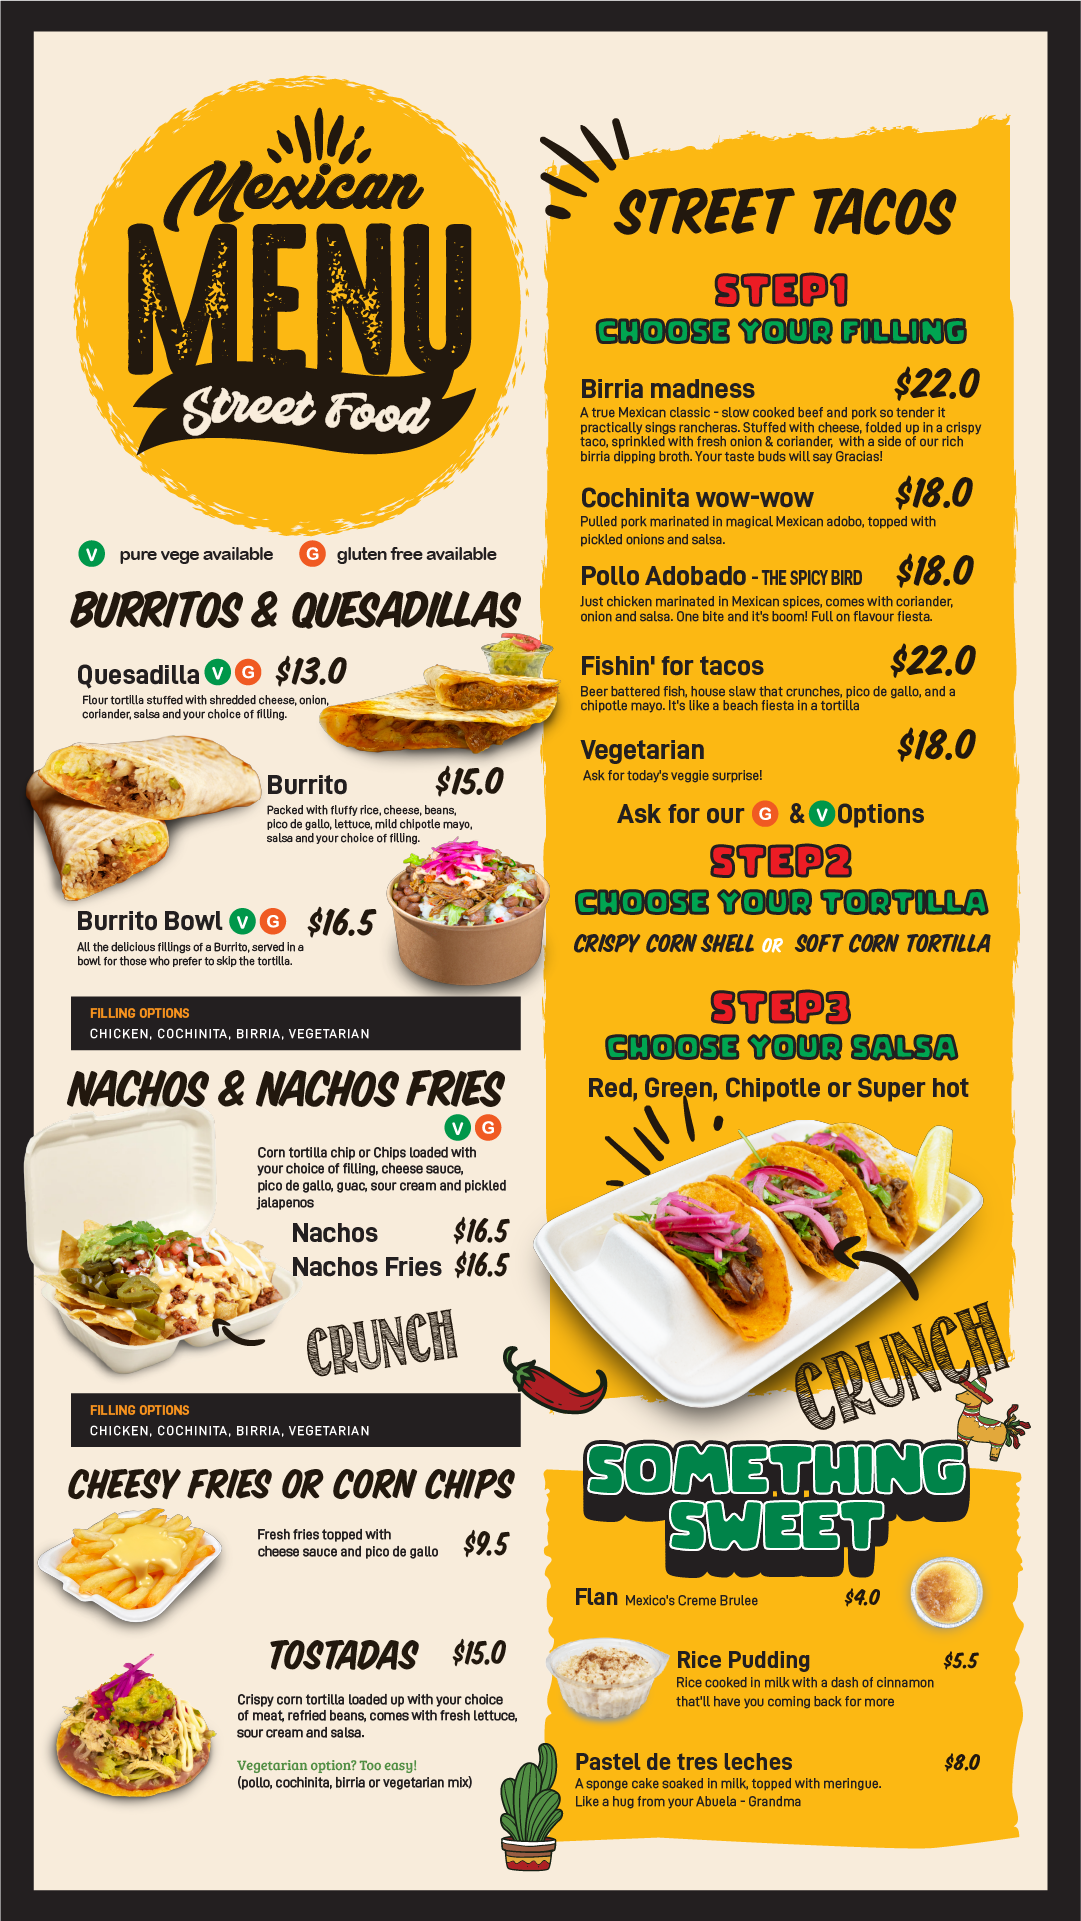 Mexican
MENU
Street Food
V pure vege available G gluten free available
BURRITOS & QUESADILLAS
Quesadilla V G $13.0
Flour tortilla stuffed with shredded cheese, onion,
coriander, salsa and your choice of filling.
Burrito $15.0
Packed with fluffy rice, cheese, beans,
pico de gallo, lettuce, mild chipotle mayo,
salsa and your choice of filling.
Burrito Bowl V G $16.5
All the delicious fillings of a Burrito, served in a
bowl for those who prefer to skip the tortilla.
FILLING OPTIONS
CHICKEN, COCHINITA, BIRRIA, VEGETARIAN
NACHOS & NACHOS FRIES
V G
Corn tortilla chip or Chips loaded with
your choice of filling, cheese sauce,
pico de gallo, guac, sour cream and pickled
jalapenos
Nachos $16.5
Nachos Fries $16.5
CRUNCH
FILLING OPTIONS
CHICKEN, COCHINITA, BIRRIA, VEGETARIAN
CHEESY FRIES OR CORN CHIPS
Fresh fries topped with
cheese sauce and pico de gallo $9.5
TOSTADAS $15.0
Crispy corn tortilla loaded up with your choice
of meat, refried beans, comes with fresh lettuce,
sour cream and salsa.
Vegetarian option? Too easy!
(pollo, cochinita, birria or vegetarian mix)
STREET TACOS
STEP1
CHOOSE YOUR FILLING
Birria madness $22.0
A true Mexican classic - slow cooked beef and pork so tender it
practically sings rancheras. Stuffed with cheese, folded up in a crispy
taco, sprinkled with fresh onion & coriander, with a side of our rich
birria dipping broth. Your taste buds will say Gracias!
Cochinita wow-wow $18.0
Pulled pork marinated in magical Mexican adobo, topped with
pickled onions and salsa.
Pollo Adobado - THE SPICY BIRD $18.0
Just chicken marinated in Mexican spices, comes with coriander,
onion and salsa. One bite and it's boom! Full on flavour fiesta.
Fishin' for tacos $22.0
Beer battered fish, house slaw that crunches, pico de gallo, and a
chipotle mayo. It's like a beach fiesta in a tortilla
Vegetarian $18.0
Ask for today's veggie surprise!
Ask for our G & V Options
STEP2
CHOOSE YOUR TORTILLA
CRISPY CORN SHELL OR SOFT CORN TORTILLA
STEP3
CHOOSE YOUR SALSA
Red, Green, Chipotle or Super hot
CRUNCH
SOMETHING
SWEET
Flan Mexico's Creme Brulee $4.0
Rice Pudding $5.5
Rice cooked in milk with a dash of cinnamon
that'll have you coming back for more
Pastel de tres leches $8.0
A sponge cake soaked in milk, topped with meringue.
Like a hug from your Abuela - Grandma